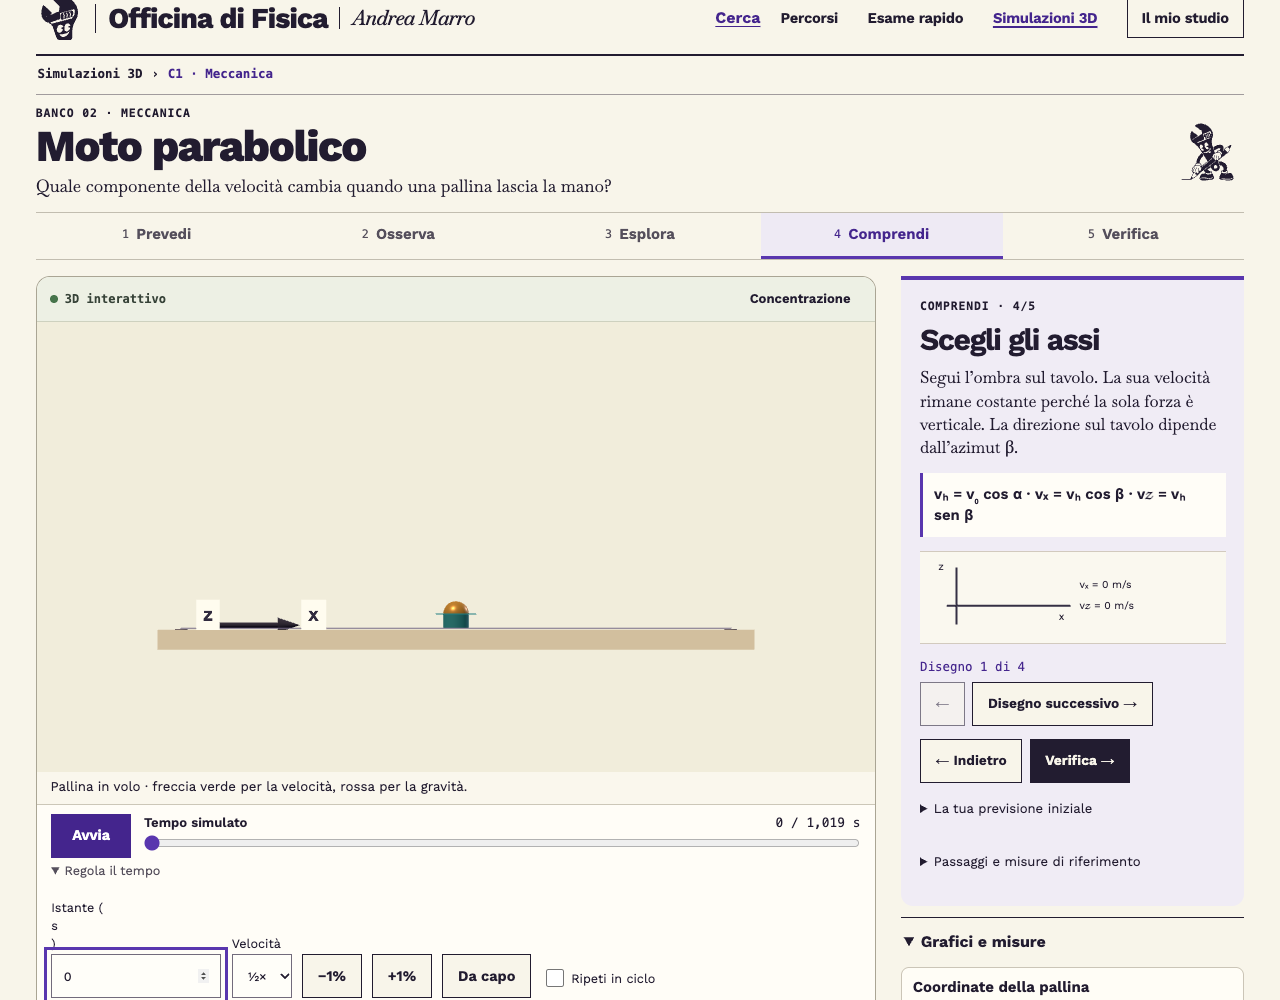 Officina di Fisica
Andrea Marro
Cerca
Percorsi
Esame rapido
Simulazioni 3D
Il mio studio
Simulazioni 3D › C1 · Meccanica
BANCO 02 · MECCANICA
Moto parabolico
Quale componente della velocità cambia quando una pallina lascia la mano?
1 Prevedi
2 Osserva
3 Esplora
4 Comprendi
5 Verifica
3D interattivo
Concentrazione
Z
X
Pallina in volo · freccia verde per la velocità, rossa per la gravità.
Avvia
Tempo simulato
0 / 1,019 s
▼ Regola il tempo
Istante (
s
)
Velocità
0
½×
−1%
+1%
Da capo
Ripeti in ciclo
COMPRENDI · 4/5
Scegli gli assi
Segui l’ombra sul tavolo. La sua velocità
rimane costante perché la sola forza è
verticale. La direzione sul tavolo dipende
dall’azimut β.
vₕ = v₀ cos α · vₓ = vₕ cos β · v𝑧 = vₕ
sen β
z
x
vₓ = 0 m/s
v𝑧 = 0 m/s
Disegno 1 di 4
←
Disegno successivo →
← Indietro
Verifica →
▶ La tua previsione iniziale
▶ Passaggi e misure di riferimento
▼ Grafici e misure
Coordinate della pallina